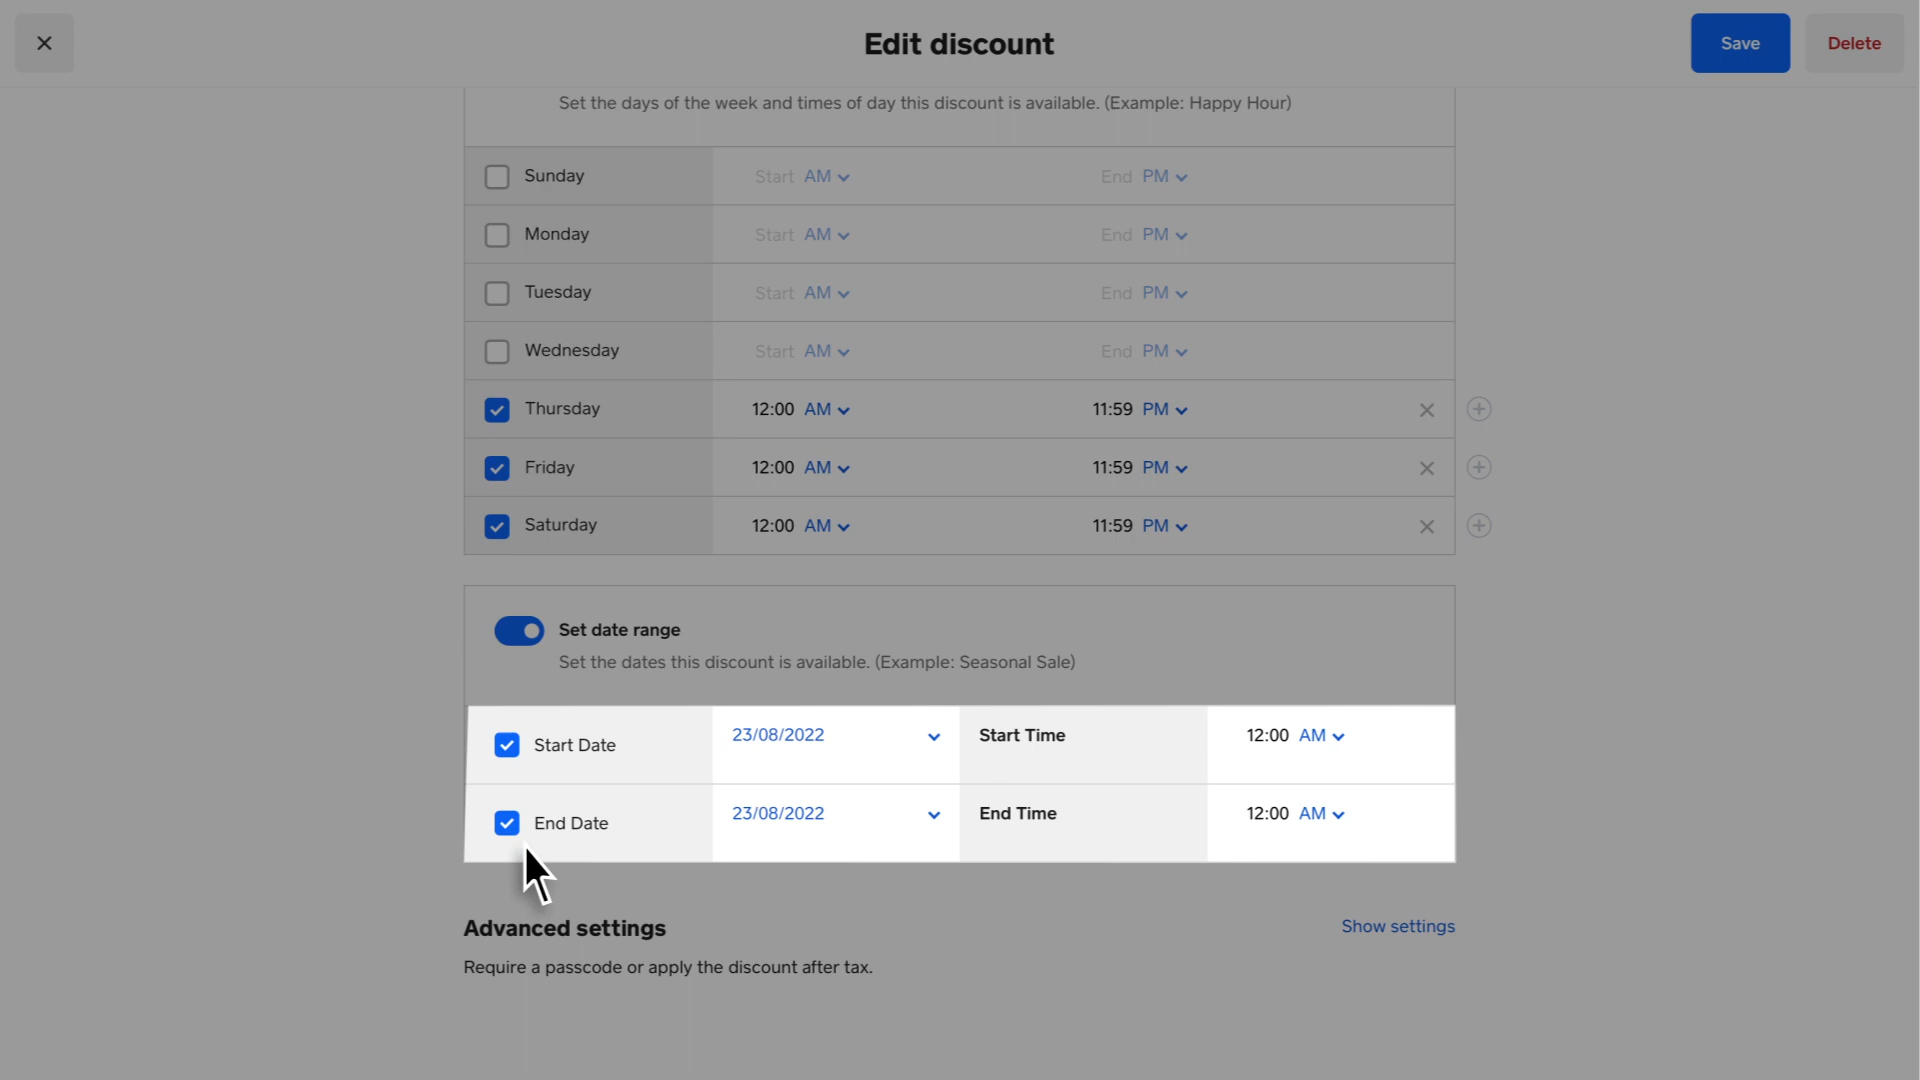 Edit discount
Save
Delete
Set the days of the week and times of day this discount is available. (Example: Happy Hour)
Sunday Start AM End PM
Monday Start AM End PM
Tuesday Start AM End PM
Wednesday Start AM End PM
Thursday 12:00 AM 11:59 PM
Friday 12:00 AM 11:59 PM
Saturday 12:00 AM 11:59 PM
Set date range
Set the dates this discount is available. (Example: Seasonal Sale)
Start Date 23/08/2022 Start Time 12:00 AM
End Date 23/08/2022 End Time 12:00 AM
Advanced settings Show settings
Require a passcode or apply the discount after tax.